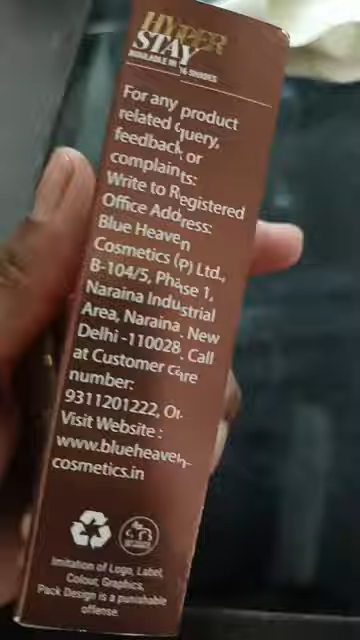 HYPER
STAY
AVAILABLE IN 16 SHADES
For any product
related query,
feedback or
complaints:
Write to Registered
Office Address:
Blue Heaven
Cosmetics (P) Ltd.,
B-104/5, Phase 1,
Naraina Industrial
Area, Naraina, New
Delhi -110028. Call
at Customer care
number:
9311201222, Or
Visit Website :
www.blueheaven-
cosmetics.in
Imitation of Logo, Label,
Colour, Graphics,
Pack Design is a punishable
offense.